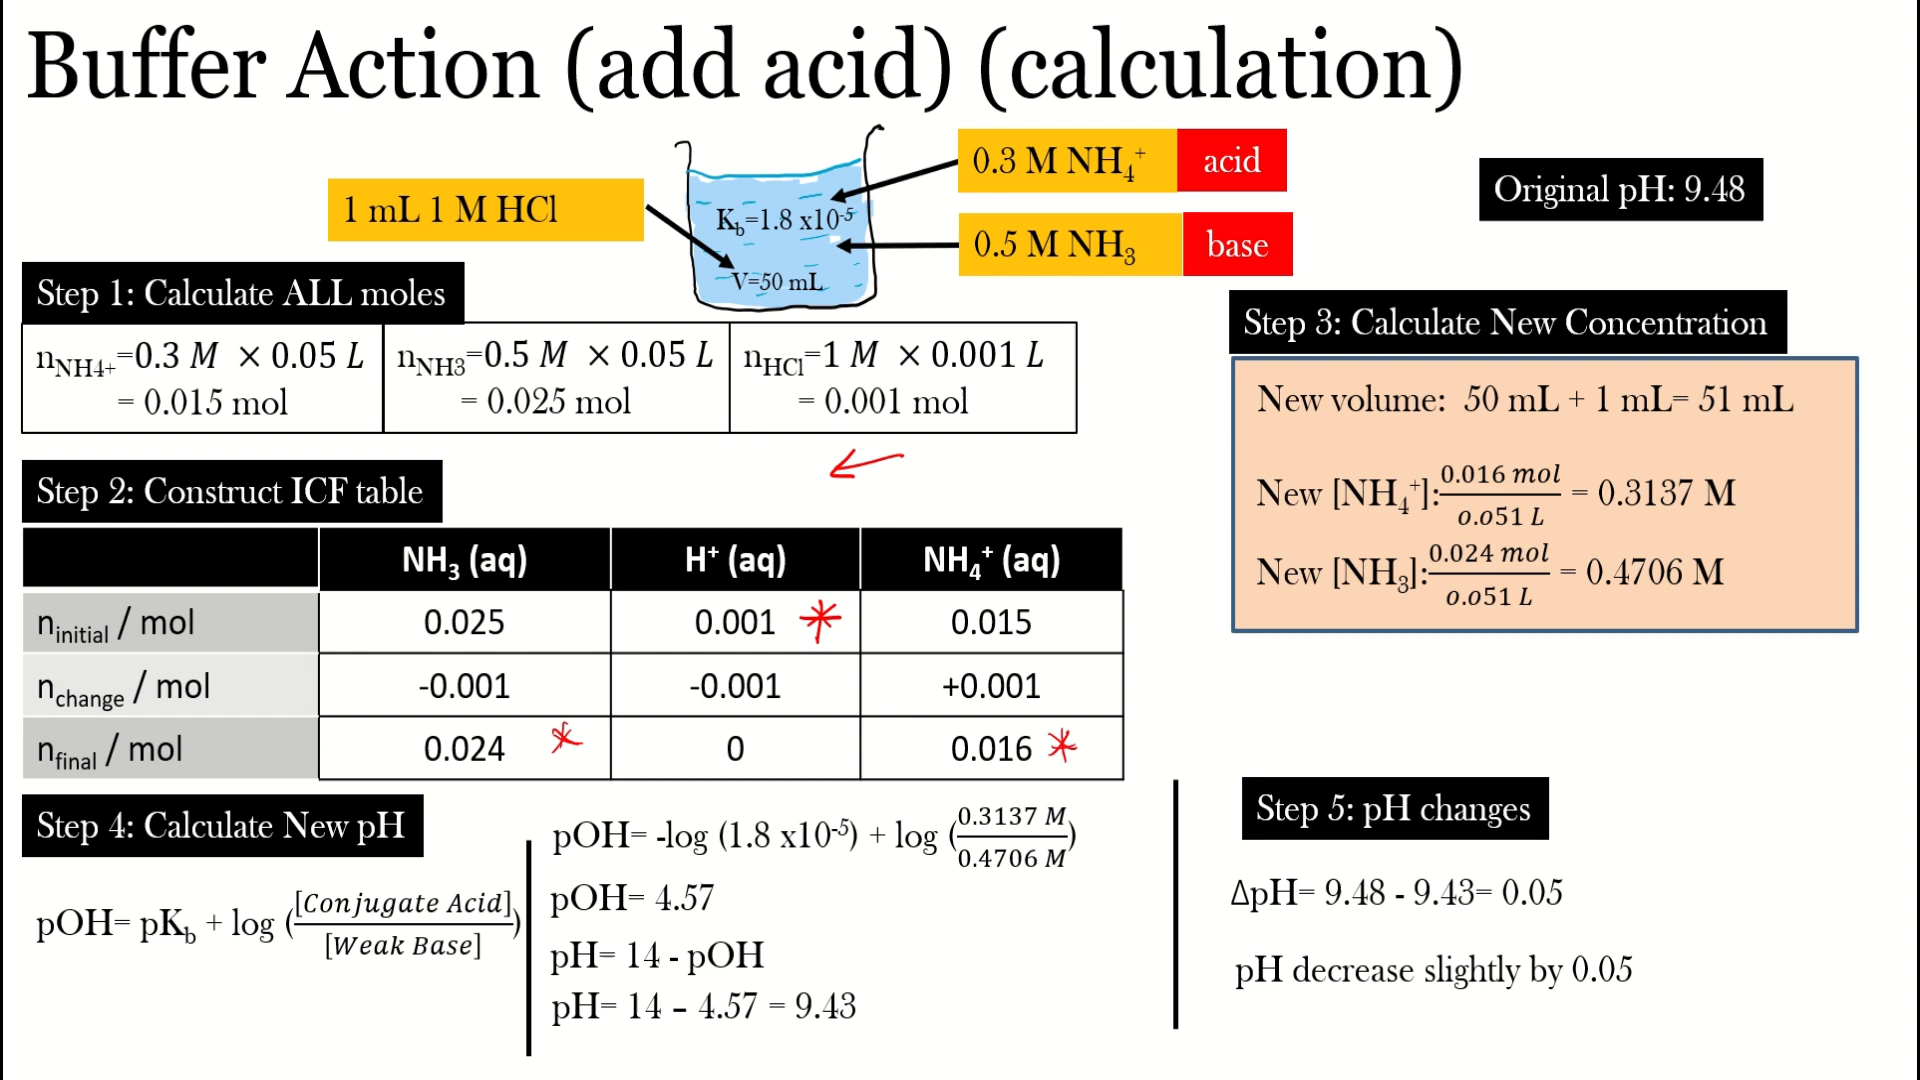 Buffer Action (add acid) (calculation)
1 mL 1 M HCl
K_b=1.8 x10^-5
V=50 mL
0.3 M NH₄⁺ acid
0.5 M NH₃ base
Original pH: 9.48
Step 1: Calculate ALL moles
n_NH4+=0.3 M × 0.05 L
= 0.015 mol
n_NH3=0.5 M × 0.05 L
= 0.025 mol
n_HCl=1 M × 0.001 L
= 0.001 mol
Step 2: Construct ICF table
NH₃ (aq) H⁺ (aq) NH₄⁺ (aq)
n_initial / mol 0.025 0.001 * 0.015
n_change / mol -0.001 -0.001 +0.001
n_final / mol 0.024 * 0 0.016 *
Step 3: Calculate New Concentration
New volume: 50 mL + 1 mL= 51 mL
New [NH₄⁺]: 0.016 mol / 0.051 L = 0.3137 M
New [NH₃]: 0.024 mol / 0.051 L = 0.4706 M
Step 4: Calculate New pH
pOH= pK_b + log ([Conjugate Acid] / [Weak Base])
pOH= -log (1.8 x10^-5) + log (0.3137 M / 0.4706 M)
pOH= 4.57
pH= 14 - pOH
pH= 14 – 4.57 = 9.43
Step 5: pH changes
ΔpH= 9.48 - 9.43= 0.05
pH decrease slightly by 0.05